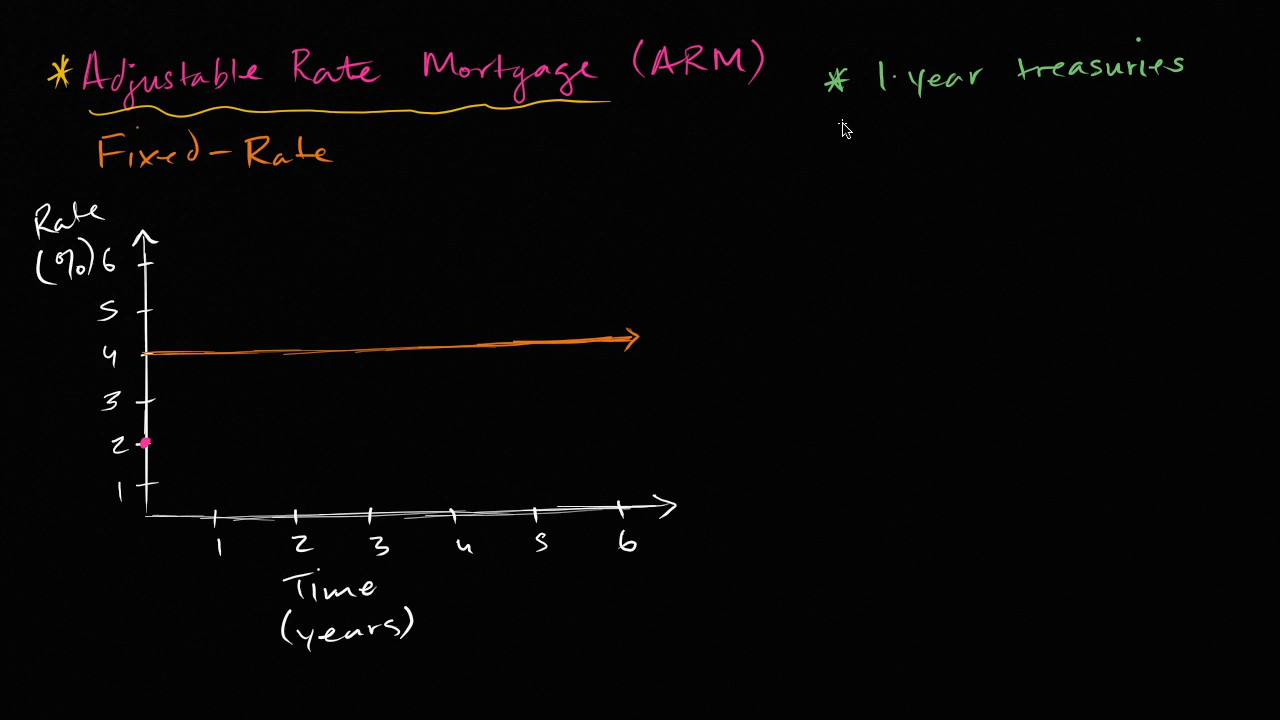 * Adjustable Rate Mortgage (ARM)
* 1-year treasuries
Fixed-Rate
Rate
(%)
6
5
4
3
2
1
1 2 3 4 5 6
Time
(years)